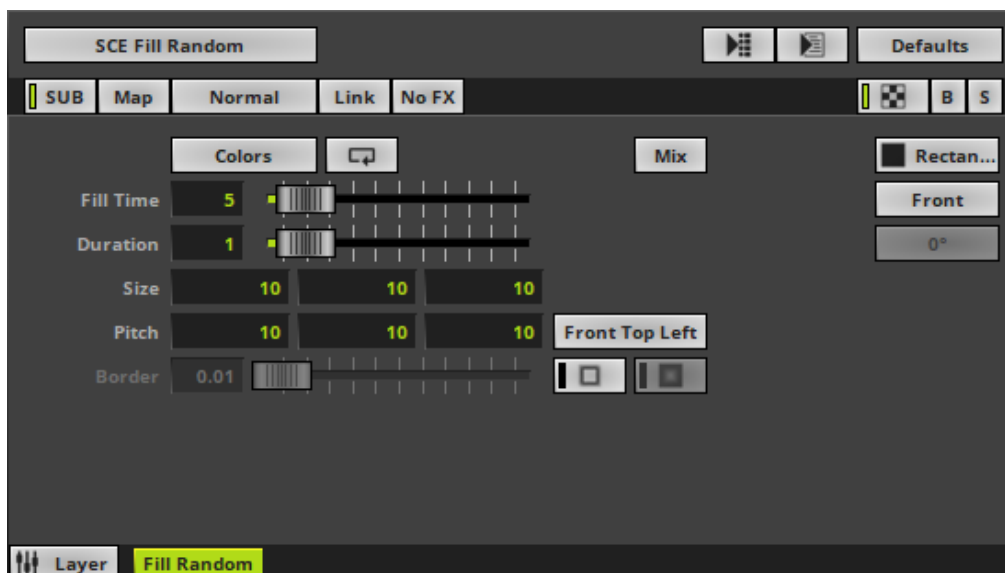 SCE Fill Random Defaults
SUB Map Normal Link No FX B S
Colors Mix Rectan...
Fill Time 5 Front
Duration 1 0°
Size 10 10 10
Pitch 10 10 10 Front Top Left
Border 0.01
Layer Fill Random